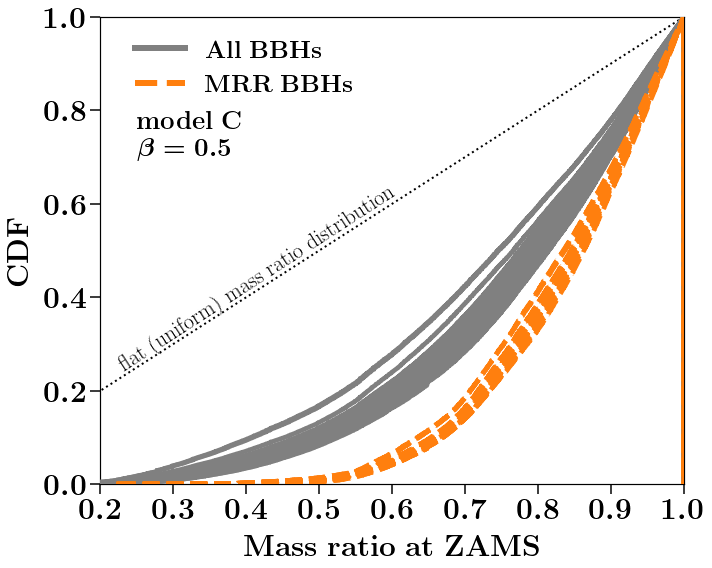 1.0
0.8
0.6
0.4
0.2
0.0
CDF
All BBHs
MRR BBHs
model C
β = 0.5
flat (uniform) mass ratio distribution
0.2 0.3 0.4 0.5 0.6 0.7 0.8 0.9 1.0
Mass ratio at ZAMS